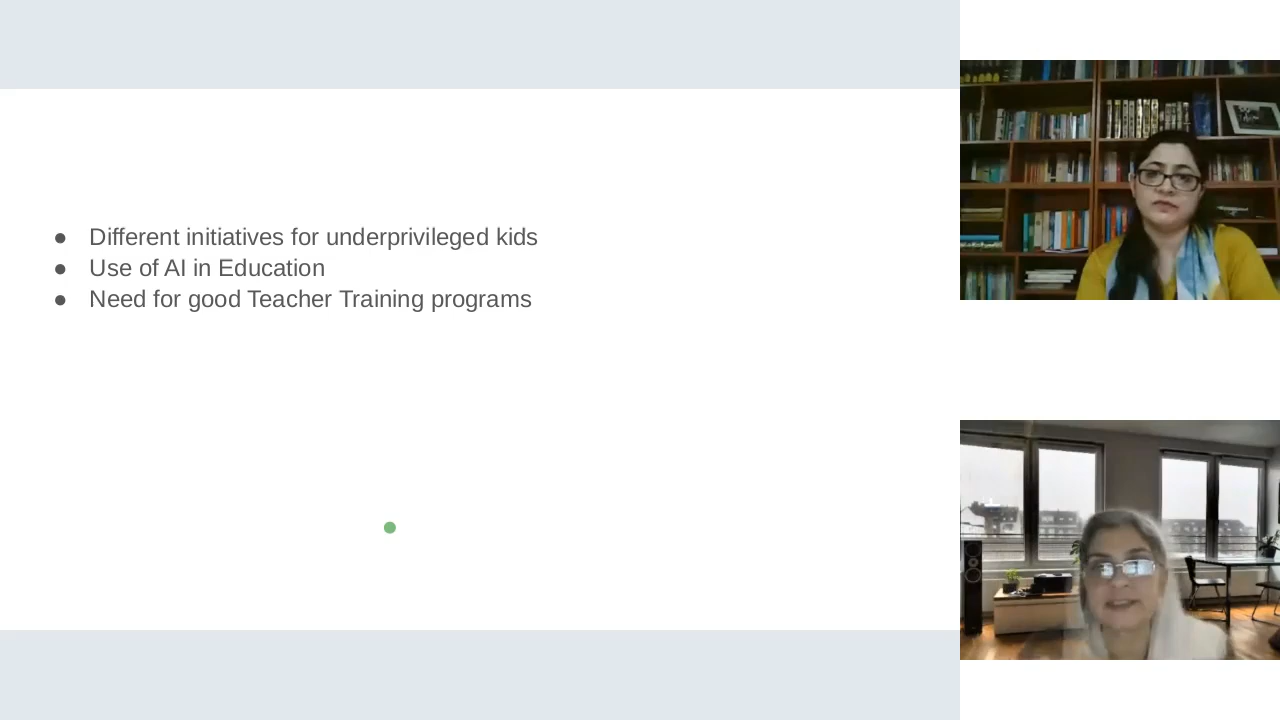 ● Different initiatives for underprivileged kids
● Use of AI in Education
● Need for good Teacher Training programs